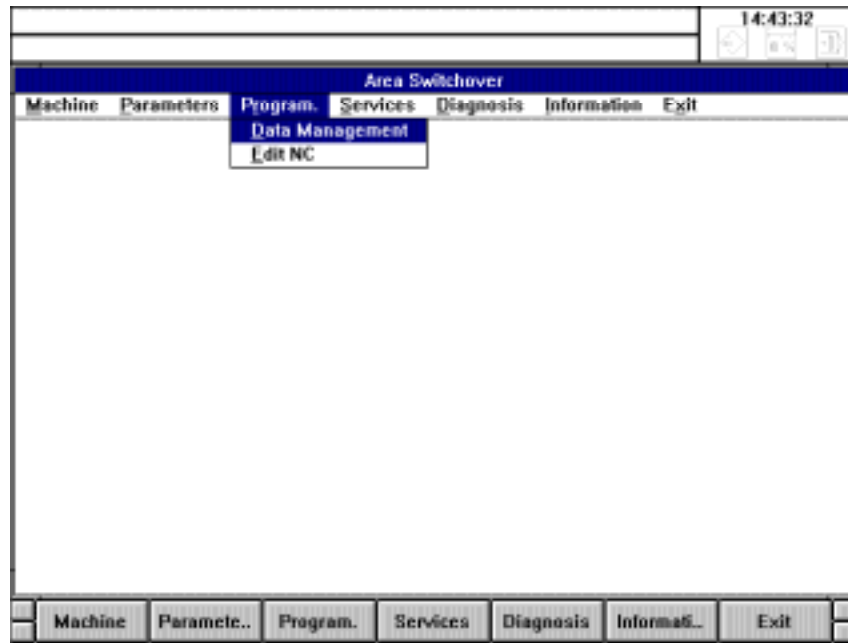 14:43:32
Area Switchover
Machine Parameters Program. Services Diagnosis Information Exit
Data Management
Edit NC
Machine Paramete.. Program. Services Diagnosis Informati.. Exit